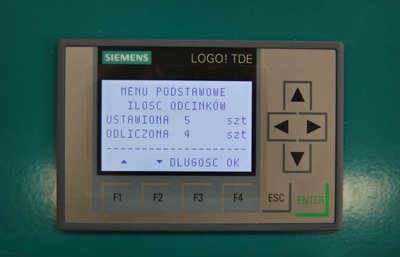 SIEMENS LOGO! TDE
MENU PODSTAWOWE
ILOSC ODCINKÓW
USTAWIONA 5 szt
ODLICZONA 4 szt
DLUGOSC OK
F1 F2 F3 F4 ESC ENTER